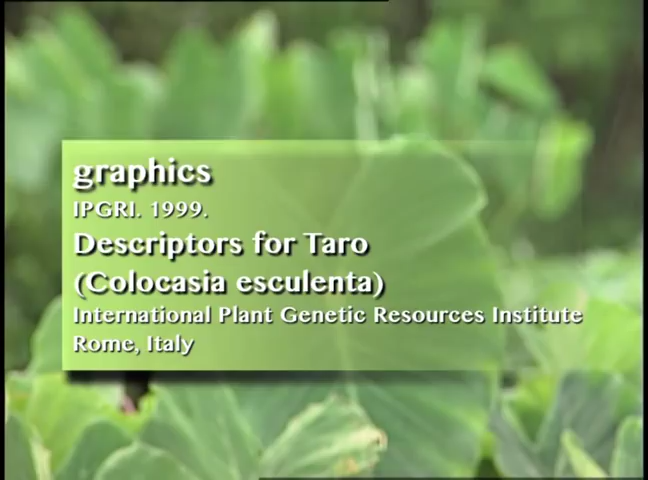 graphics
IPGRI. 1999.
Descriptors for Taro
(Colocasia esculenta)
International Plant Genetic Resources Institute
Rome, Italy